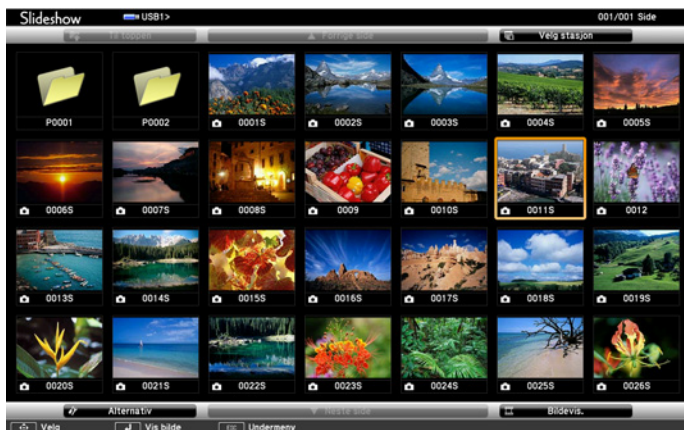 Slideshow USB1> 001/001 Side
Til toppen Forrige side Velg stasjon
P0001 P0002 0001S 0002S 0003S 0004S 0005S
0006S 0007S 0008S 0009 0010S 0011S 0012
0013S 0014S 0015S 0016S 0017S 0018S 0019S
0020S 0021S 0022S 0023S 0024S 0025S 0026S
Alternativ Neste side Bildevis.
Velg Vis bilde Esc Undermeny